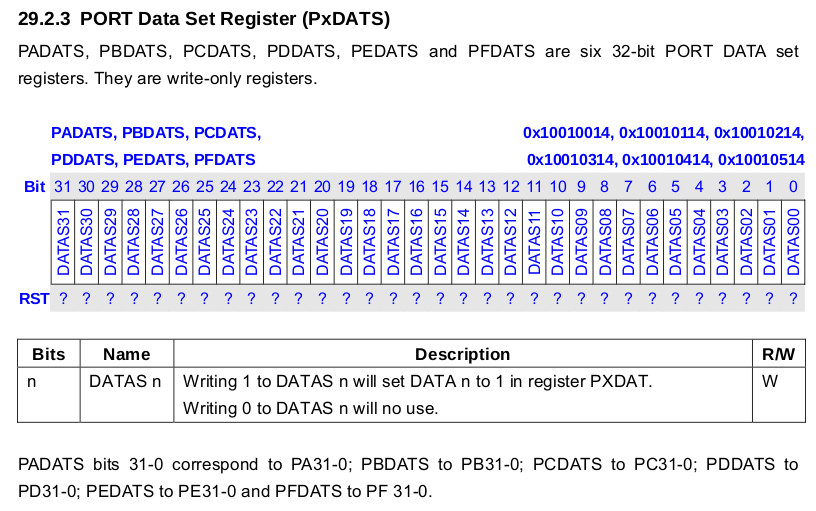 29.2.3 PORT Data Set Register (PxDATS)
PADATS, PBDATS, PCDATS, PDDATS, PEDATS and PFDATS are six 32-bit PORT DATA set
registers. They are write-only registers.
PADATS, PBDATS, PCDATS, 0x10010014, 0x10010114, 0x10010214,
PDDATS, PEDATS, PFDATS 0x10010314, 0x10010414, 0x10010514
Bit 31 30 29 28 27 26 25 24 23 22 21 20 19 18 17 16 15 14 13 12 11 10 9 8 7 6 5 4 3 2 1 0
DATAS31 DATAS30 DATAS29 DATAS28 DATAS27 DATAS26 DATAS25 DATAS24 DATAS23 DATAS22 DATAS21 DATAS20 DATAS19 DATAS18 DATAS17 DATAS16 DATAS15 DATAS14 DATAS13 DATAS12 DATAS11 DATAS10 DATAS09 DATAS08 DATAS07 DATAS06 DATAS05 DATAS04 DATAS03 DATAS02 DATAS01 DATAS00
RST ? ? ? ? ? ? ? ? ? ? ? ? ? ? ? ? ? ? ? ? ? ? ? ? ? ? ? ? ? ? ? ?
Bits Name Description R/W
n DATAS n Writing 1 to DATAS n will set DATA n to 1 in register PXDAT. W
Writing 0 to DATAS n will no use.
PADATS bits 31-0 correspond to PA31-0; PBDATS to PB31-0; PCDATS to PC31-0; PDDATS to
PD31-0; PEDATS to PE31-0 and PFDATS to PF 31-0.